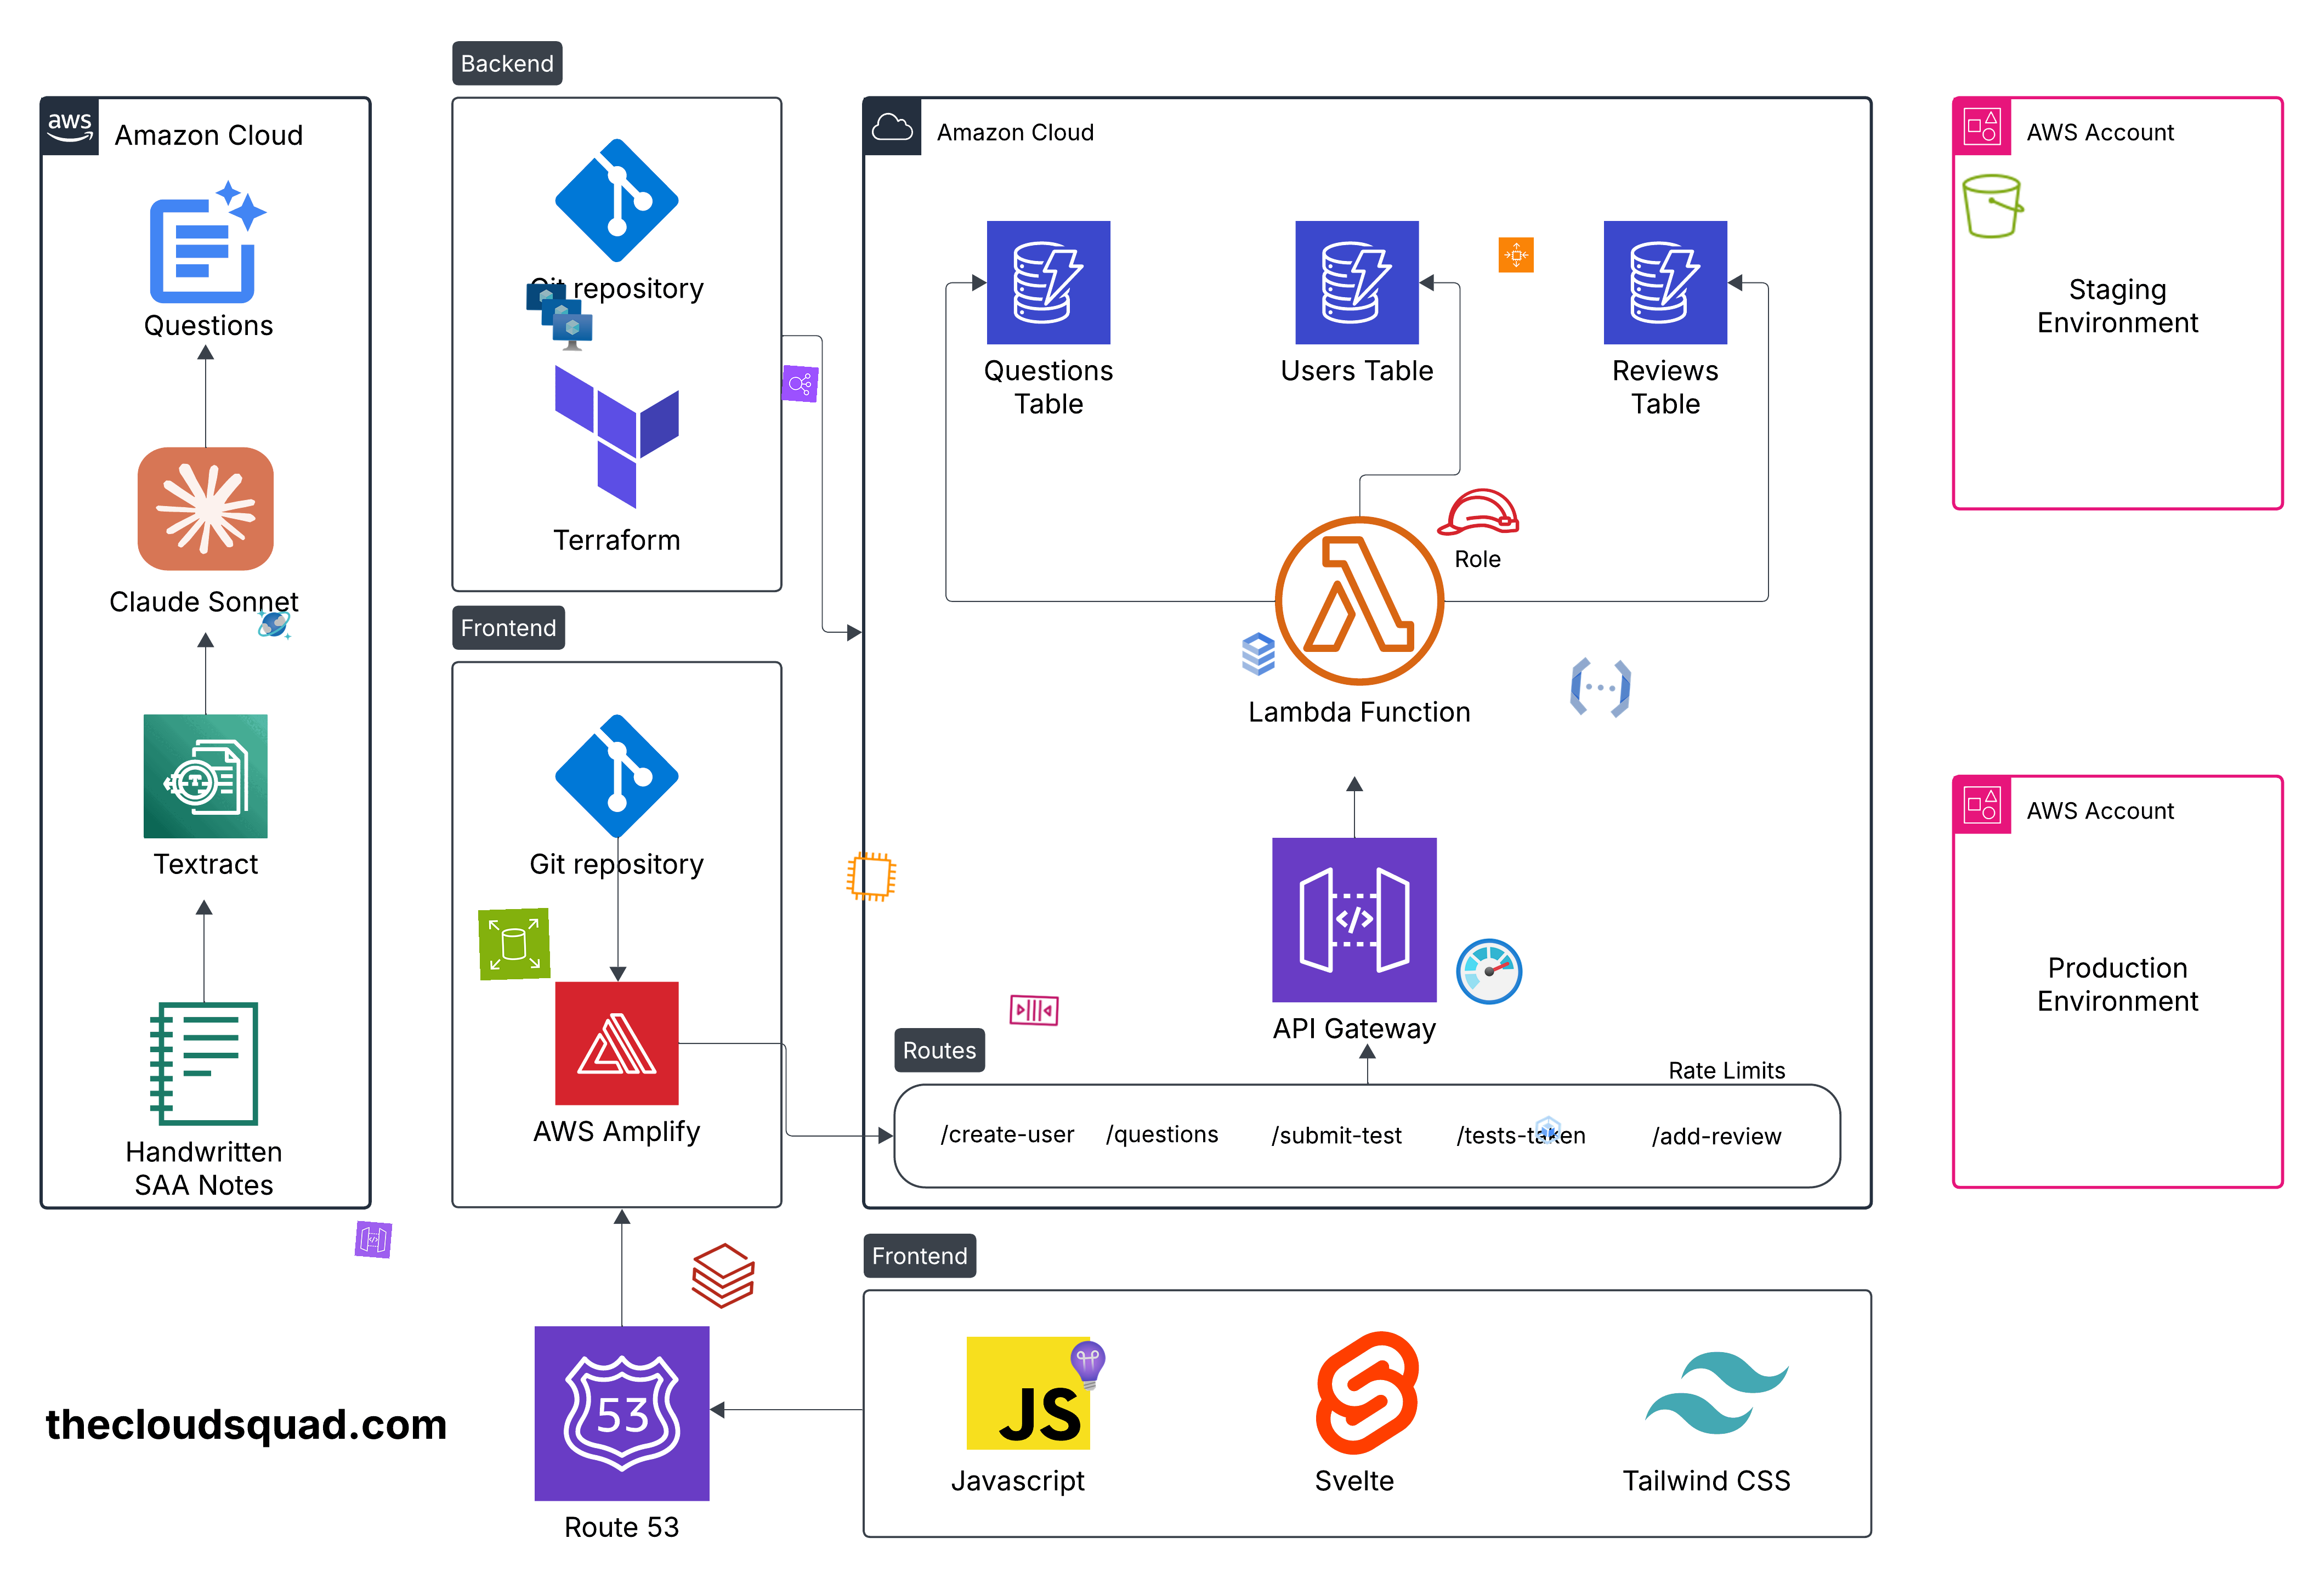 Backend
aws
Amazon Cloud
Questions
Claude Sonnet
Textract
Handwritten
SAA Notes
Git repository
Terraform
Frontend
Git repository
AWS Amplify
Amazon Cloud
Questions
Table
Users Table
Reviews
Table
Role
Lambda Function
API Gateway
Routes
Rate Limits
/create-user
/questions
/submit-test
/tests-taken
/add-review
AWS Account
Staging
Environment
AWS Account
Production
Environment
thecloudsquad.com
53
Route 53
Frontend
JS
Javascript
Svelte
Tailwind CSS